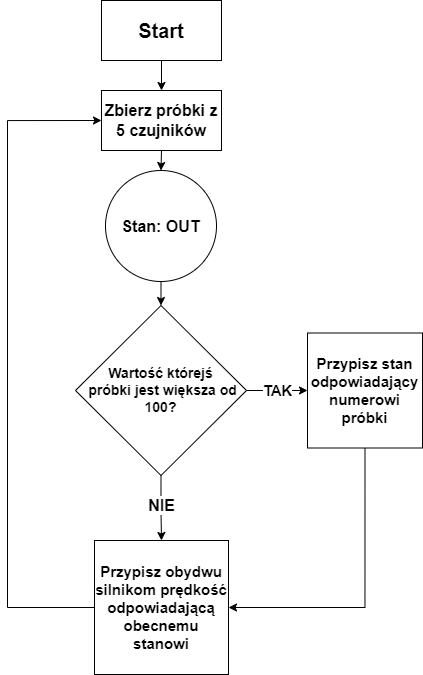 Start
Zbierz próbki z
5 czujników
Stan: OUT
Wartość którejś
próbki jest większa od
100?
TAK
Przypisz stan
odpowiadający
numerowi
próbki
NIE
Przypisz obydwu
silnikom prędkość
odpowiadającą
obecnemu
stanowi